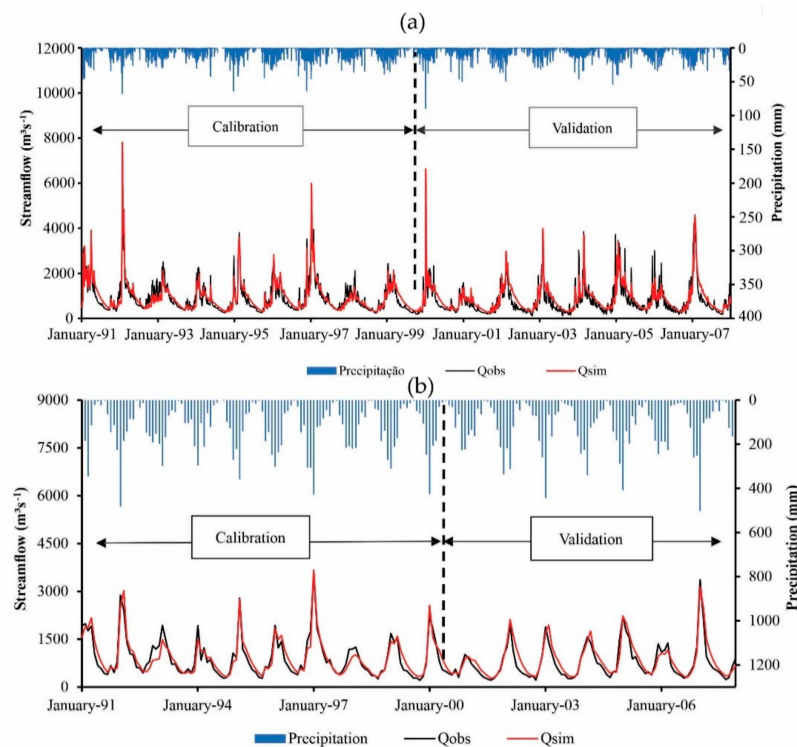 (a)
12000
10000
8000
6000
4000
2000
0
Streamflow (m³s⁻¹)
Calibration
Validation
0
50
100
150
200
250
300
350
400
Precipitation (mm)
January-91 January-93 January-95 January-97 January-99 January-01 January-03 January-05 January-07
Precipitação Qobs Qsim
(b)
9000
7500
6000
4500
3000
1500
0
Streamflow (m³s⁻¹)
Calibration
Validation
0
200
400
600
800
1000
1200
Precipitation (mm)
January-91 January-94 January-97 January-00 January-03 January-06
Precipitation Qobs Qsim